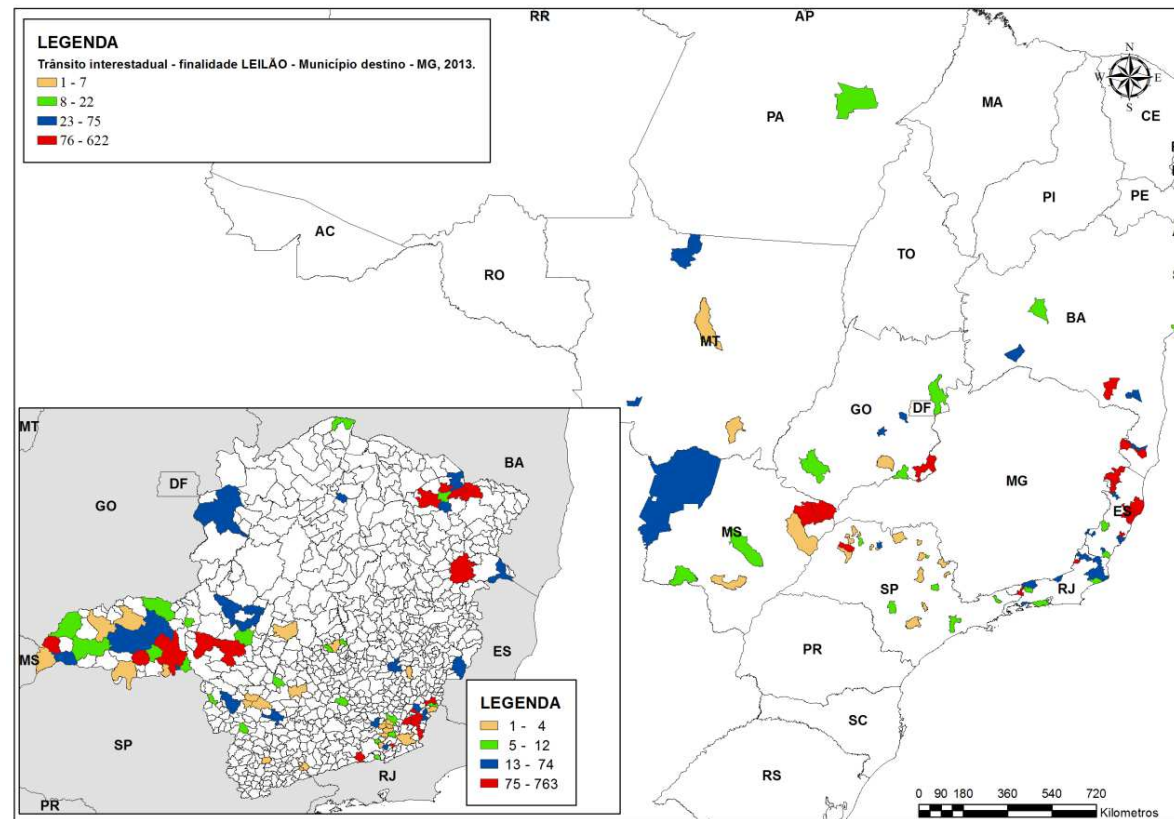 RR
AP
LEGENDA
Trânsito interestadual - finalidade LEILÃO - Município destino - MG, 2013.
1 - 7
8 - 22
23 - 75
76 - 622
N
W
E
S
MA
CE
PA
PI
PE
AC
TO
RO
BA
MT
GO
DF
MG
ES
MS
RJ
SP
PR
SC
RS
MT
DF
BA
GO
MS
ES
SP
RJ
PR
LEGENDA
1 - 4
5 - 12
13 - 74
75 - 763
0 90 180 360 540 720
Kilometros